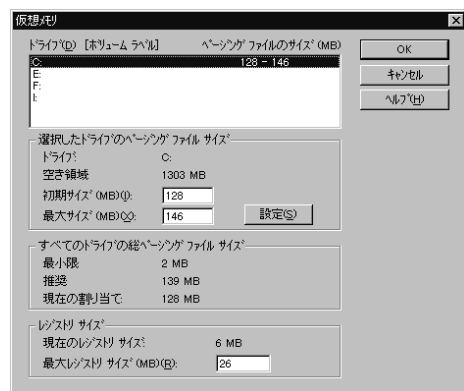 仮想メモリ
ドライブ(D) [ボリューム ラベル] ページング ファイルのサイズ (MB)
C: 128 - 146
E:
F:
I:
OK
キャンセル
ヘルプ(H)
選択したドライブのページング ファイル サイズ
ドライブ: C:
空き領域 1303 MB
初期サイズ (MB)(I): 128
最大サイズ (MB)(X): 146 設定(S)
すべてのドライブの総ページング ファイル サイズ
最小限 2 MB
推奨 139 MB
現在の割り当て: 128 MB
レジストリ サイズ
現在のレジストリ サイズ: 6 MB
最大レジストリ サイズ (MB)(R): 26